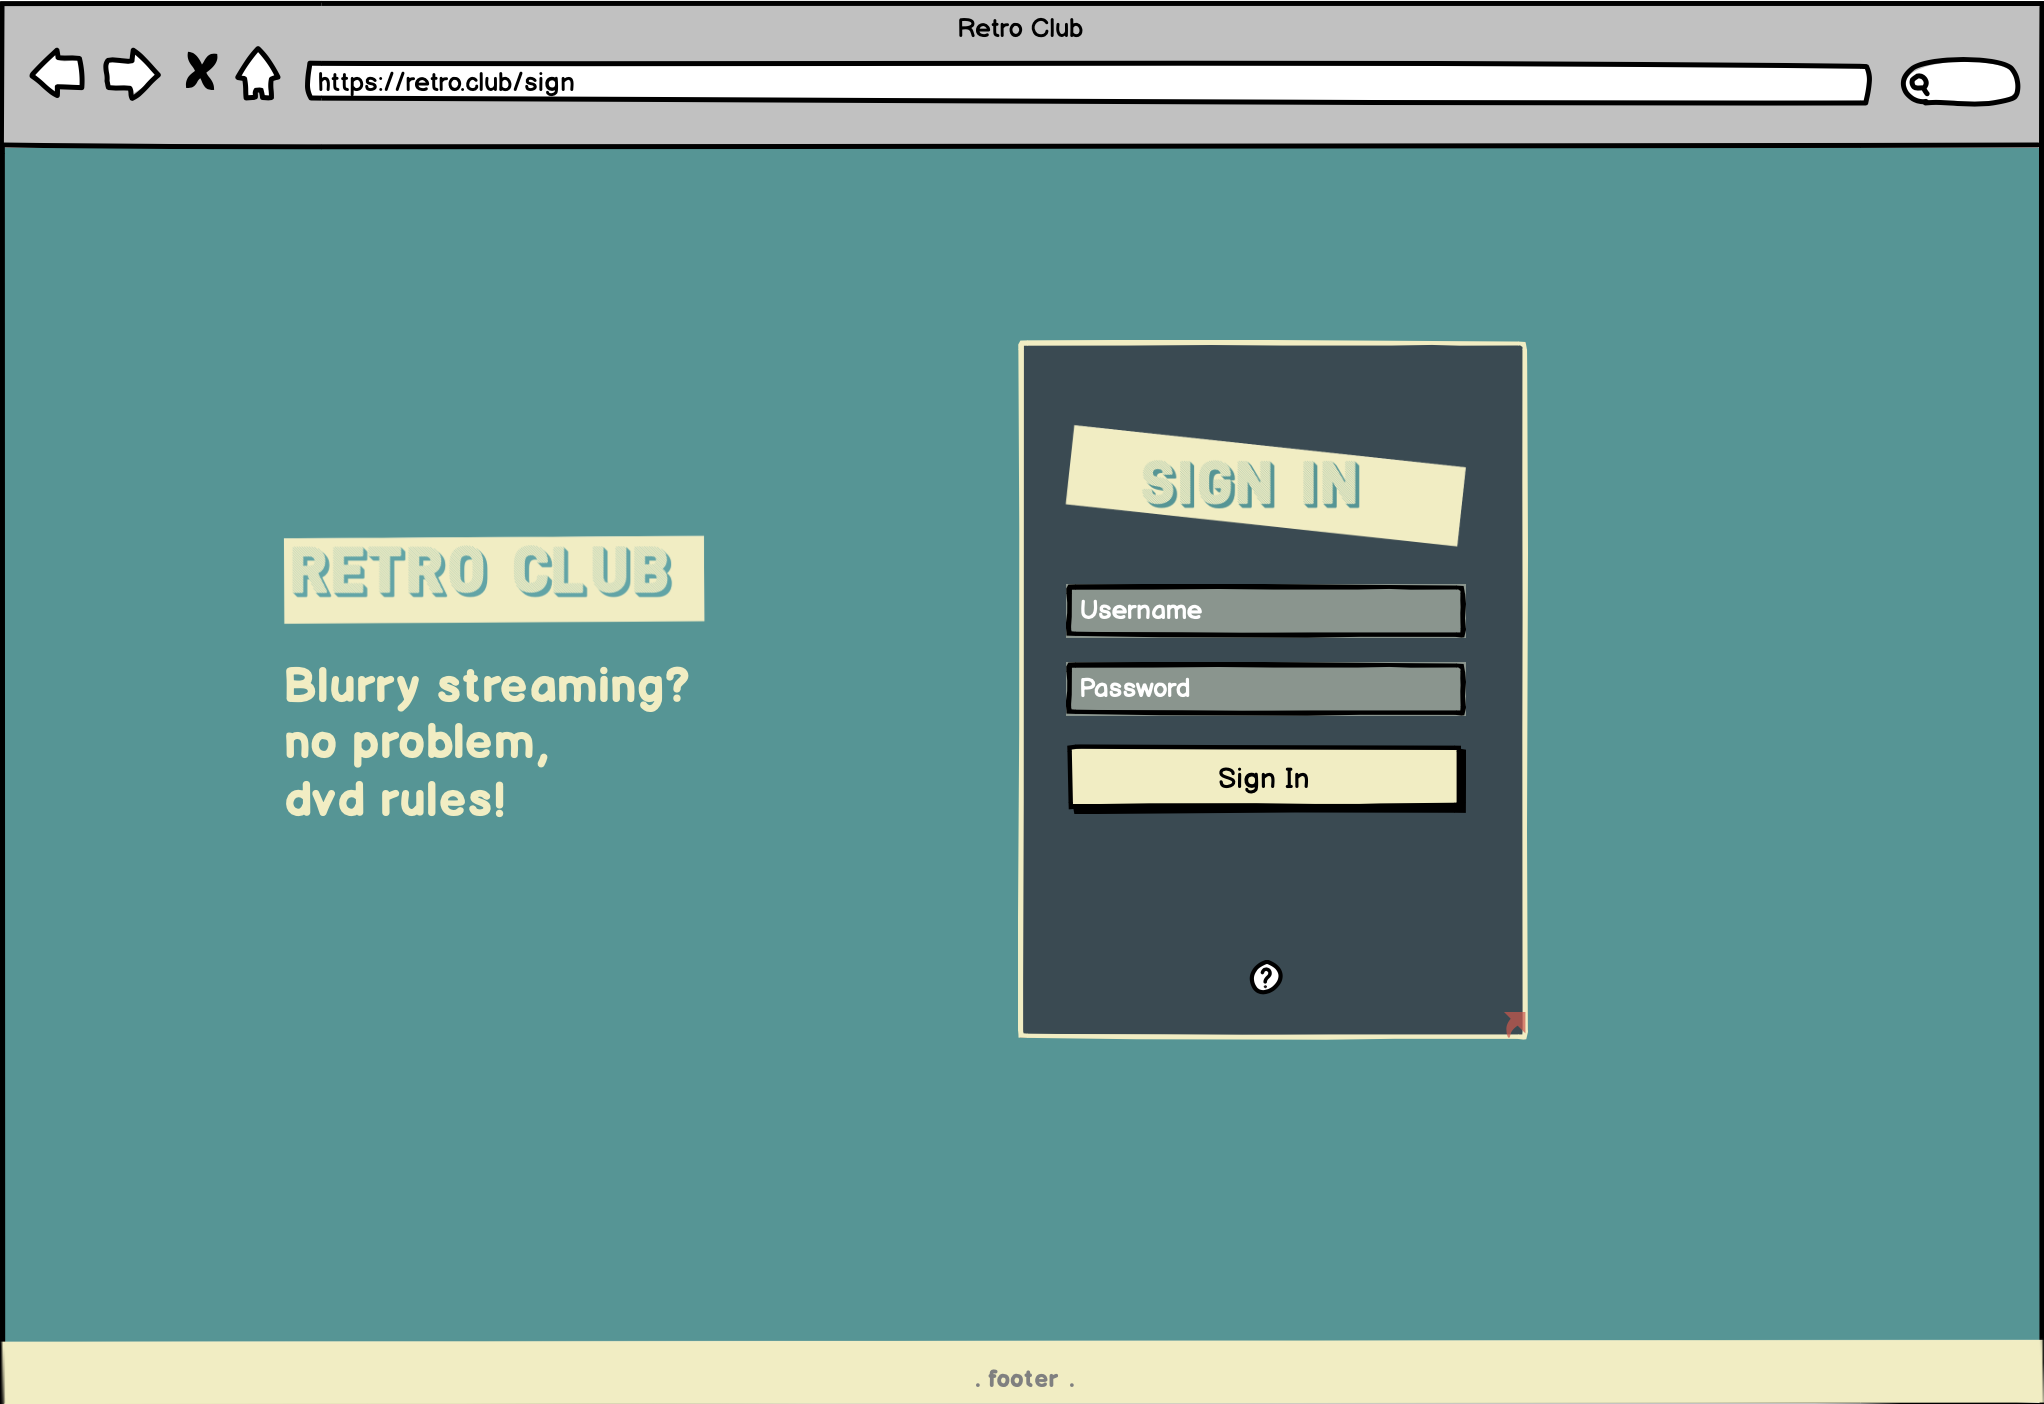 Retro Club
https://retro.club/sign
SIGN IN
RETRO CLUB
Username
Blurry streaming?
Password
no problem,
Sign In
dvd rules!
?
. footer .